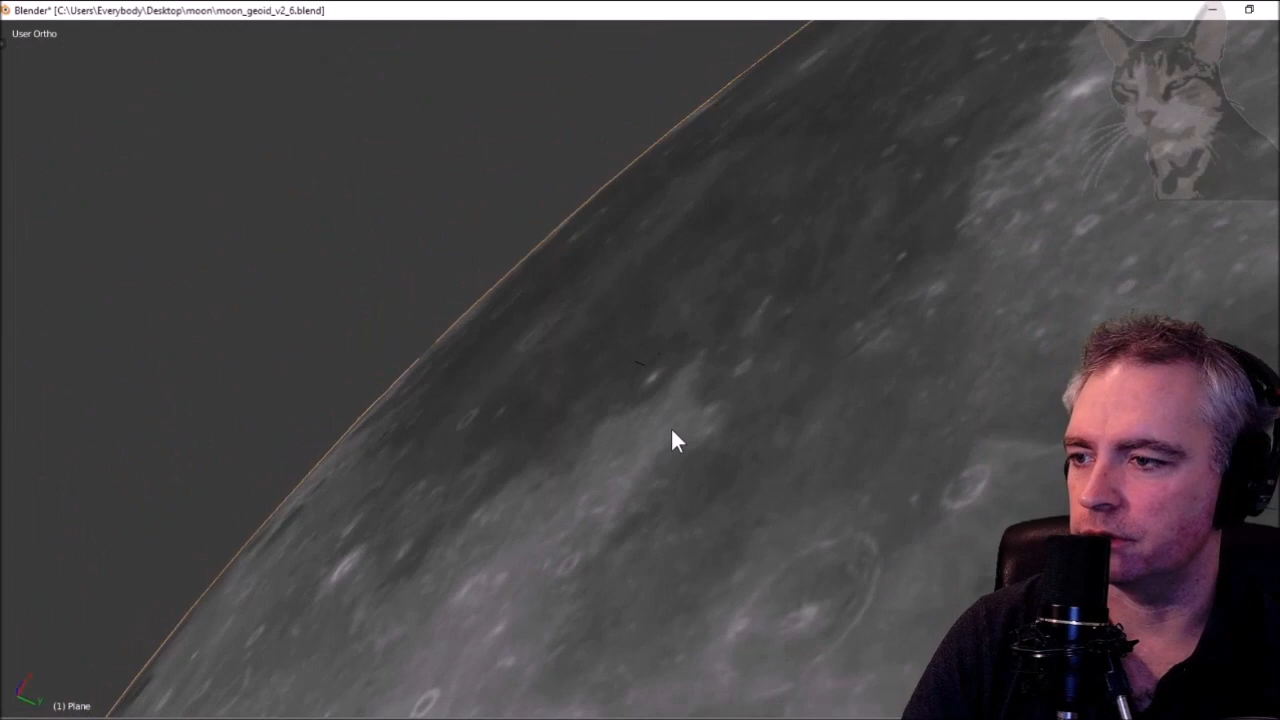 Blender* [C:\Users\Everybody\Desktop\moon\moon_geoid_v2_6.blend]
User Ortho
y
(1) Plane